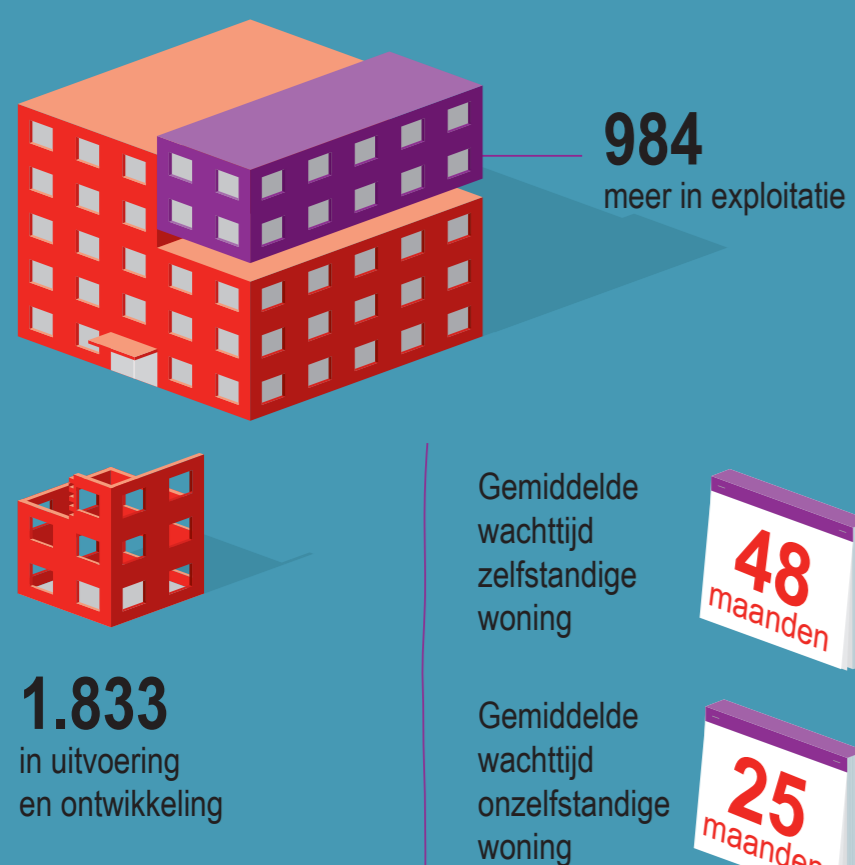 984
meer in exploitatie
1.833
in uitvoering
en ontwikkeling
Gemiddelde
wachttijd
zelfstandige
woning
48
maanden
Gemiddelde
wachttijd
onzelfstandige
woning
25
maanden